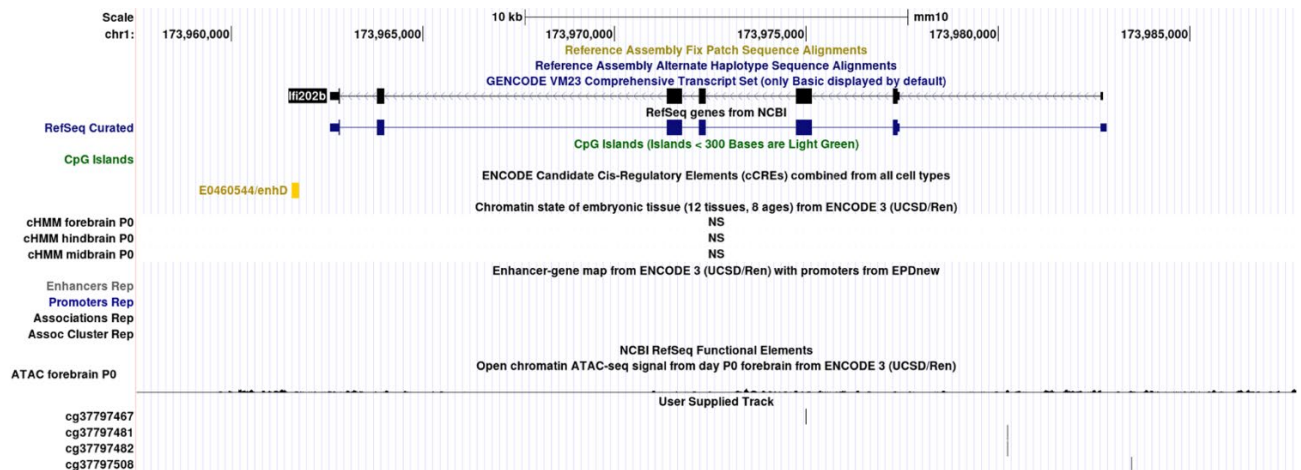 Scale 10 kb mm10
chr1: 173,960,000 173,965,000 173,970,000 173,975,000 173,980,000 173,985,000
Reference Assembly Fix Patch Sequence Alignments
Reference Assembly Alternate Haplotype Sequence Alignments
GENCODE VM23 Comprehensive Transcript Set (only Basic displayed by default)
Ifi202b
RefSeq genes from NCBI
RefSeq Curated
CpG Islands (Islands < 300 Bases are Light Green)
CpG Islands
ENCODE Candidate Cis-Regulatory Elements (cCREs) combined from all cell types
E0460544/enhD
Chromatin state of embryonic tissue (12 tissues, 8 ages) from ENCODE 3 (UCSD/Ren)
cHMM forebrain P0 NS
cHMM hindbrain P0 NS
cHMM midbrain P0 NS
Enhancer-gene map from ENCODE 3 (UCSD/Ren) with promoters from EPDnew
Enhancers Rep
Promoters Rep
Associations Rep
Assoc Cluster Rep
NCBI RefSeq Functional Elements
Open chromatin ATAC-seq signal from day P0 forebrain from ENCODE 3 (UCSD/Ren)
ATAC forebrain P0
User Supplied Track
cg37797467
cg37797481
cg37797482
cg37797508